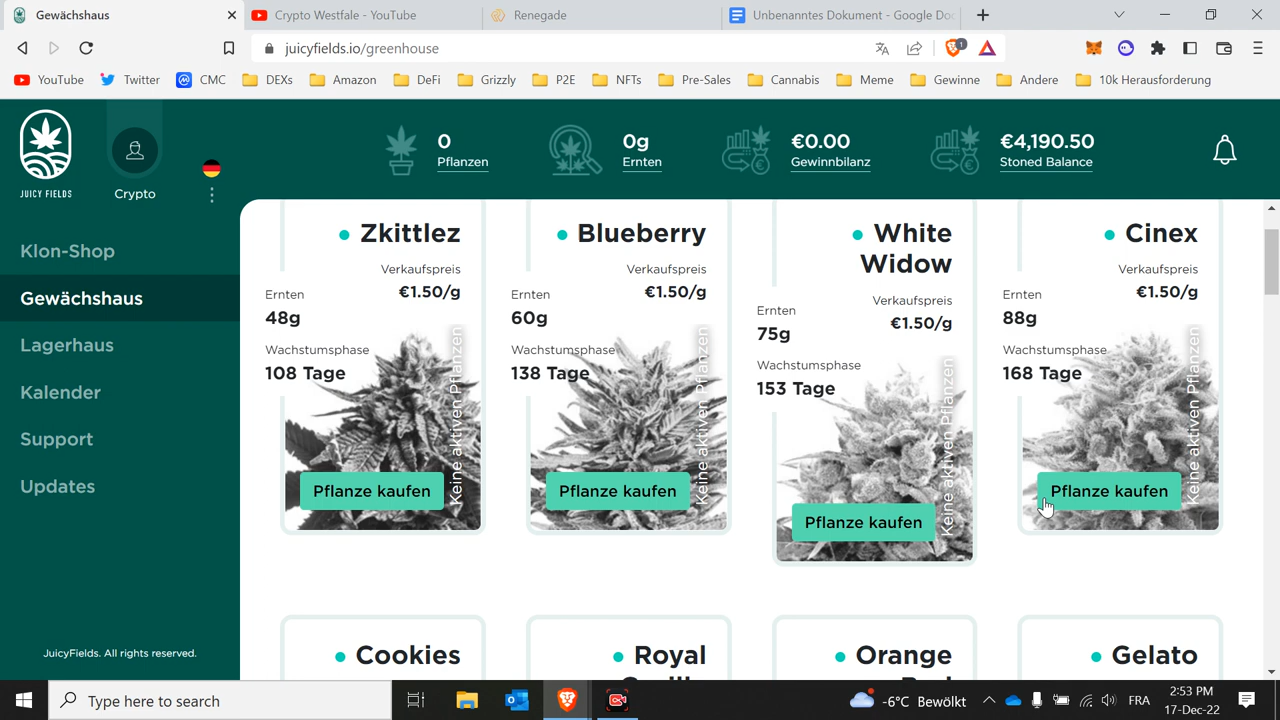 Gewächshaus
Crypto Westfale - YouTube
Renegade
Unbenanntes Dokument - Google Doc
juicyfields.io/greenhouse
1
YouTube
Twitter
CMC
DEXs
Amazon
DeFi
Grizzly
P2E
NFTs
Pre-Sales
Cannabis
Meme
Gewinne
Andere
10k Herausforderung
JUICY FIELDS
Crypto
0
Pflanzen
0g
Ernten
€0.00
Gewinnbilanz
€4,190.50
Stoned Balance
Klon-Shop
Gewächshaus
Lagerhaus
Kalender
Support
Updates
JuicyFields. All rights reserved.
Zkittlez
Verkaufspreis
€1.50/g
Ernten
48g
Wachstumsphase
108 Tage
Keine aktiven Pflanzen
Pflanze kaufen
Blueberry
Verkaufspreis
€1.50/g
Ernten
60g
Wachstumsphase
138 Tage
Keine aktiven Pflanzen
Pflanze kaufen
White
Widow
Verkaufspreis
€1.50/g
Ernten
75g
Wachstumsphase
153 Tage
Keine aktiven Pflanzen
Pflanze kaufen
Cinex
Verkaufspreis
€1.50/g
Ernten
88g
Wachstumsphase
168 Tage
Keine aktiven Pflanzen
Pflanze kaufen
Cookies
Royal
Orange
Gelato
Type here to search
-6°C Bewölkt
FRA
2:53 PM
17-Dec-22